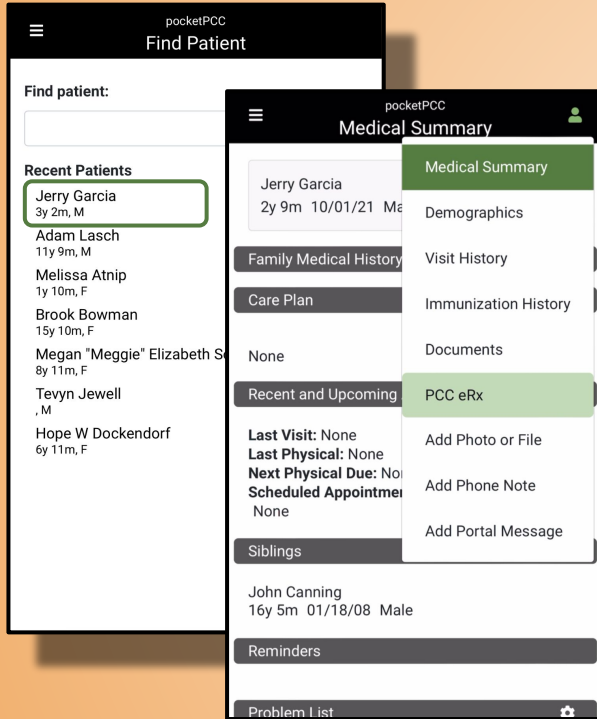 pocketPCC
Find Patient
Find patient:
Recent Patients
Jerry Garcia
3y 2m, M
Adam Lasch
11y 9m, M
Melissa Atnip
1y 10m, F
Brook Bowman
15y 10m, F
Megan "Meggie" Elizabeth
8y 11m, F
Tevyn Jewell
, M
Hope W Dockendorf
6y 11m, F
pocketPCC
Medical Summary
Jerry Garcia
2y 9m 10/01/21
Family Medical History
Care Plan
None
Recent and Upcoming
Last Visit: None
Last Physical: None
Next Physical Due:
Scheduled
None
Siblings
John Canning
16y 5m 01/18/08 Male
Reminders
Problem List
Medical Summary
Demographics
Visit History
Immunization History
Documents
PCC eRx
Add Photo or File
Add Phone Note
Add Portal Message